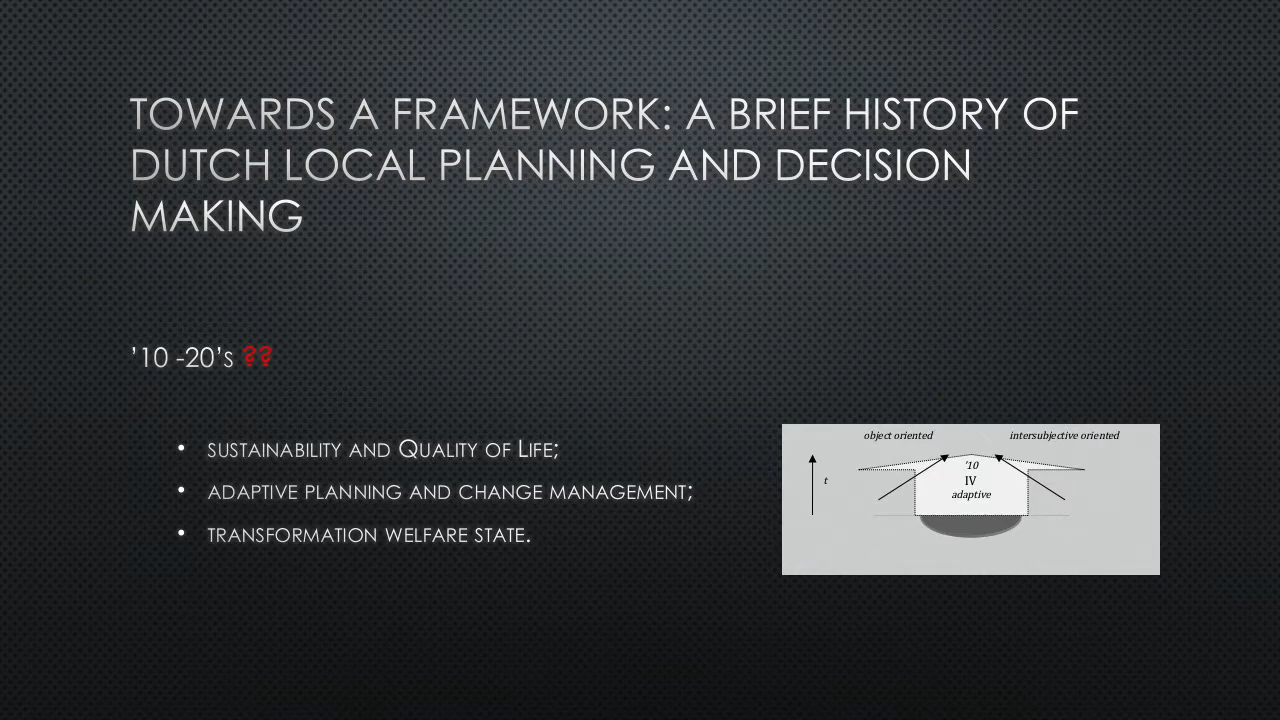 TOWARDS A FRAMEWORK: A BRIEF HISTORY OF
DUTCH LOCAL PLANNING AND DECISION
MAKING
’10 -20’s ??
• SUSTAINABILITY AND QUALITY OF LIFE;
• ADAPTIVE PLANNING AND CHANGE MANAGEMENT;
• TRANSFORMATION WELFARE STATE.
object oriented
intersubjective oriented
t
'10
IV
adaptive